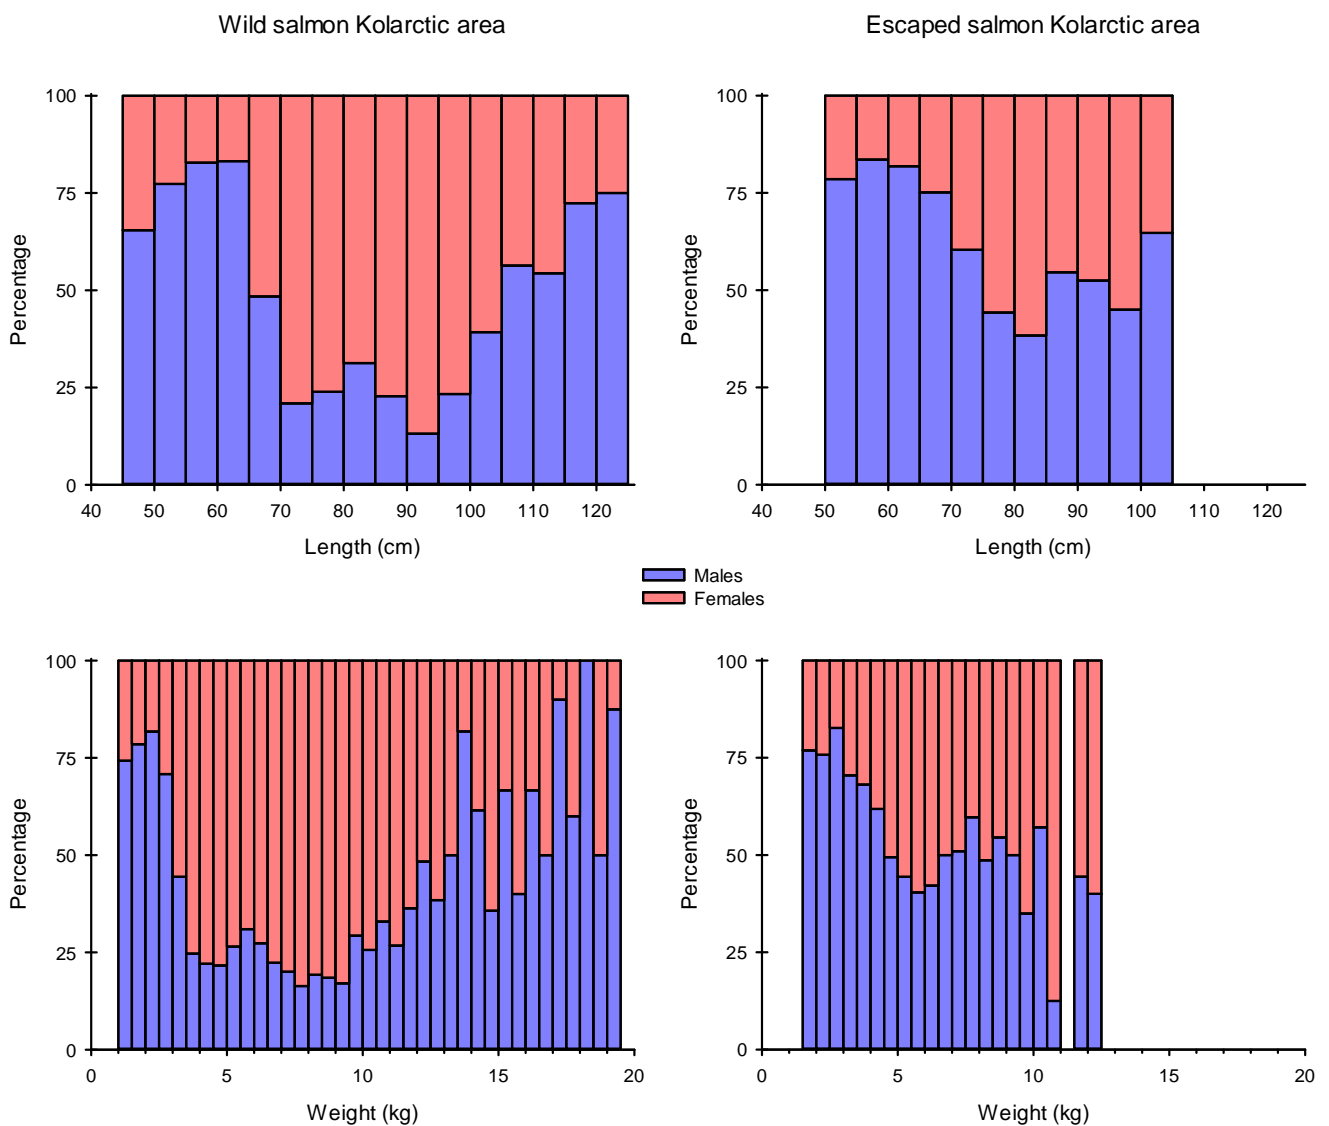 Wild salmon Kolarctic area
Escaped salmon Kolarctic area
100
75
50
25
0
Percentage
40 50 60 70 80 90 100 110 120
Length (cm)
100
75
50
25
0
Percentage
40 50 60 70 80 90 100 110 120
Length (cm)
Males
Females
100
75
50
25
0
Percentage
0 5 10 15 20
Weight (kg)
100
75
50
25
0
Percentage
0 5 10 15 20
Weight (kg)